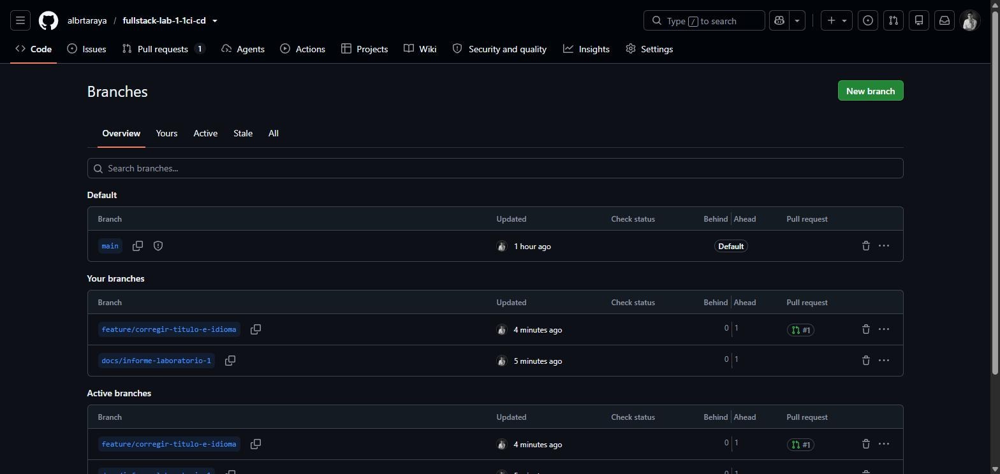 albrtaraya / fullstack-lab-1-1ci-cd
Type / to search
Code Issues Pull requests 1 Agents Actions Projects Wiki Security and quality Insights Settings
Branches
New branch
Overview Yours Active Stale All
Search branches...
Default
Branch Updated Check status Behind Ahead Pull request
main 1 hour ago Default
Your branches
Branch Updated Check status Behind Ahead Pull request
feature/corregir-titulo-e-idioma 4 minutes ago 0 1 #1
docs/informe-laboratorio-1 5 minutes ago 0 1
Active branches
Branch Updated Check status Behind Ahead Pull request
feature/corregir-titulo-e-idioma 4 minutes ago 0 1 #1